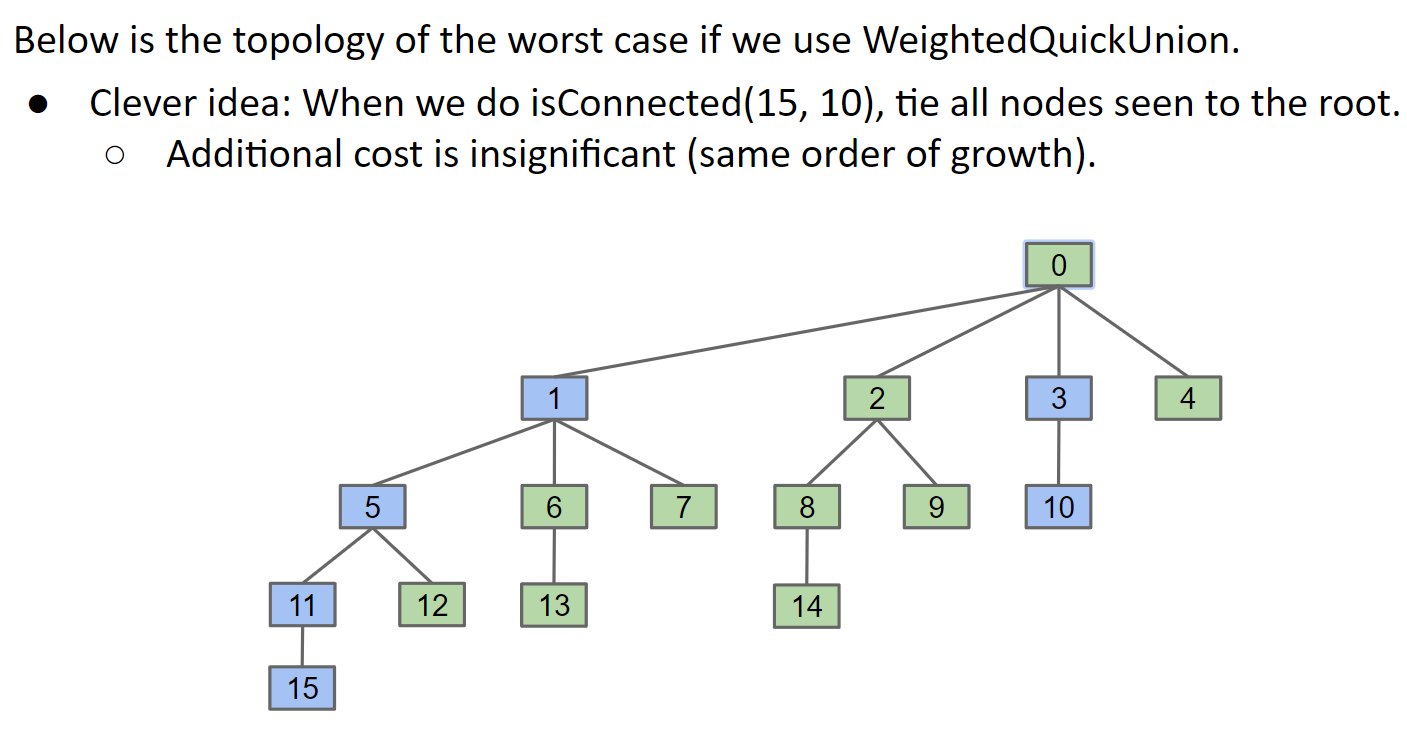 Below is the topology of the worst case if we use WeightedQuickUnion.
● Clever idea: When we do isConnected(15, 10), tie all nodes seen to the root.
○ Additional cost is insignificant (same order of growth).
0
1 2 3 4
5 6 7 8 9 10
11 12 13 14
15